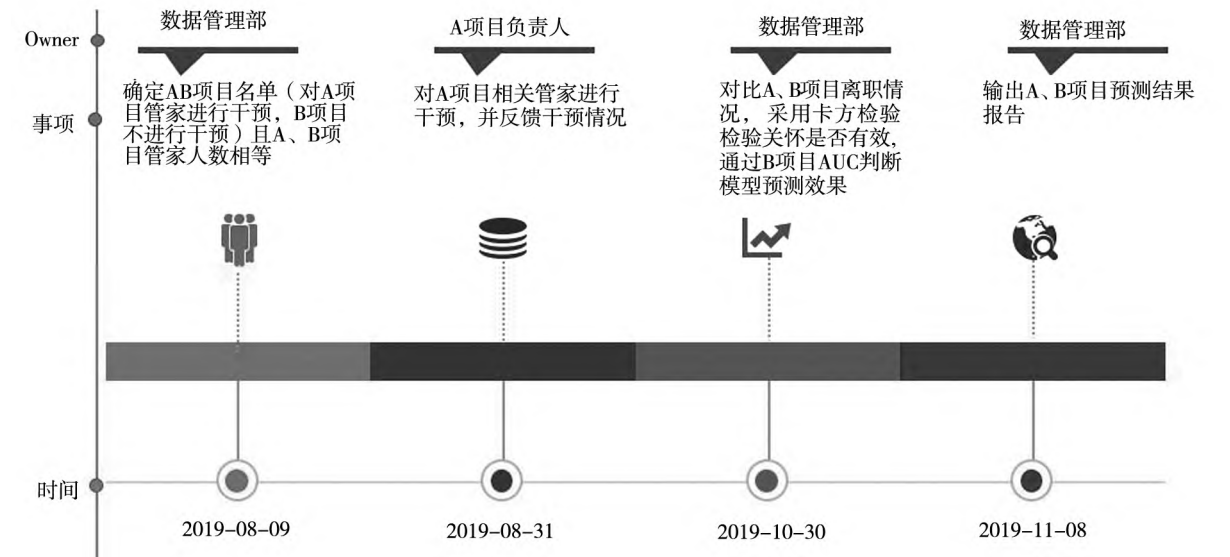 Owner
数据管理部
A项目负责人
数据管理部
数据管理部
事项
确定AB项目名单（对A项
目管家进行干预，B项目
不进行干预）且A、B项
目管家人数相等
对A项目相关管家进行
干预，并反馈干预情况
对比A、B项目离职情
况，采用卡方检验
检验关怀是否有效,
通过B项目AUC判断
模型预测效果
输出A、B项目预测结果
报告
时间
2019-08-09
2019-08-31
2019-10-30
2019-11-08